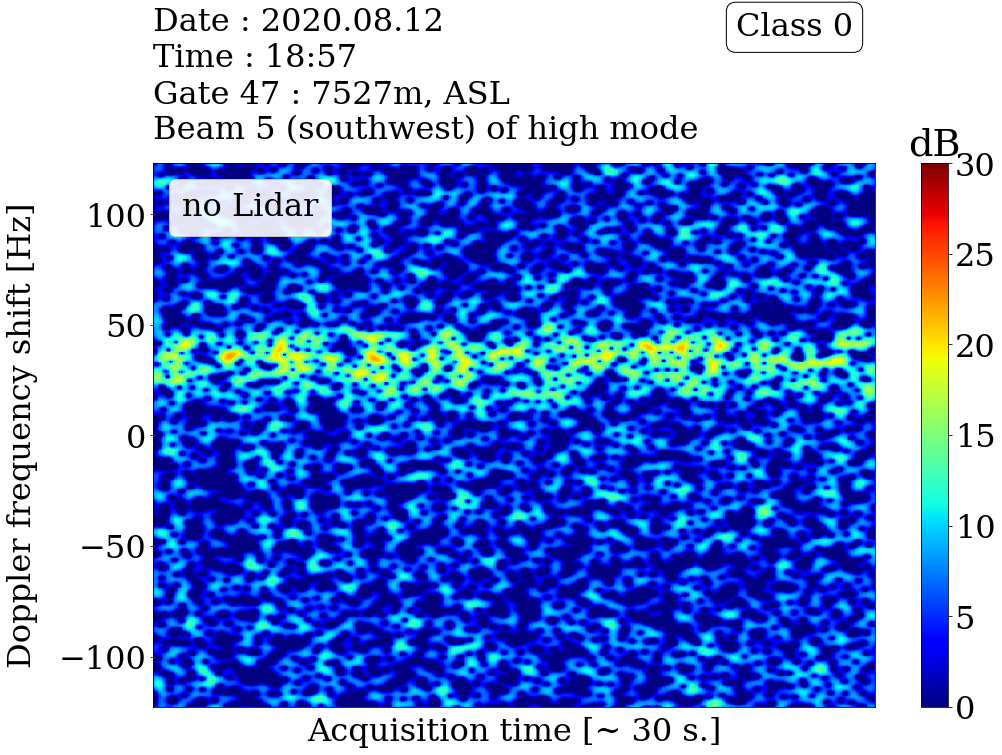 Date : 2020.08.12
Time : 18:57
Gate 47 : 7527m, ASL
Beam 5 (southwest) of high mode
Class 0
dB
no Lidar
Doppler frequency shift [Hz]
100
50
0
−50
−100
30
25
20
15
10
5
0
Acquisition time [~ 30 s.]